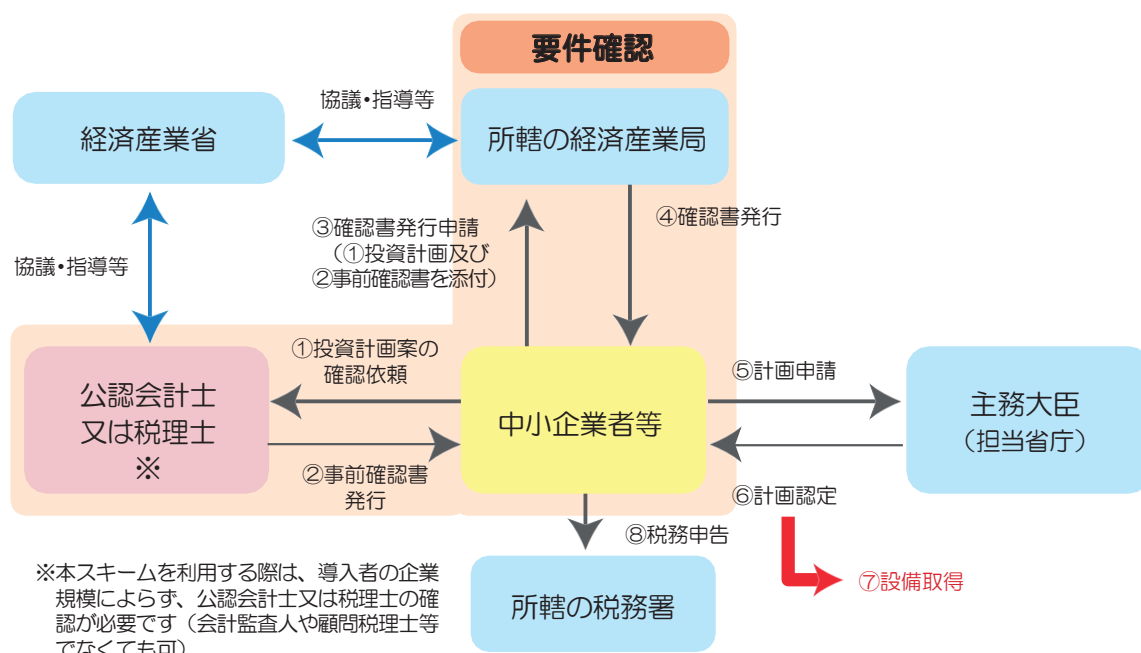 要件確認
協議・指導等
経済産業省
所轄の経済産業局
③確認書発行申請
(①投資計画及び
②事前確認書を添付)
④確認書発行
協議・指導等
①投資計画案の
確認依頼
公認会計士
又は税理士
※
②事前確認書
発行
中小企業者等
⑤計画申請
主務大臣
(担当省庁)
⑥計画認定
⑦設備取得
⑧税務申告
所轄の税務署
※本スキームを利用する際は、導入者の企業
規模によらず、公認会計士又は税理士の確
認が必要です(会計監査人や顧問税理士等
でなくても可)